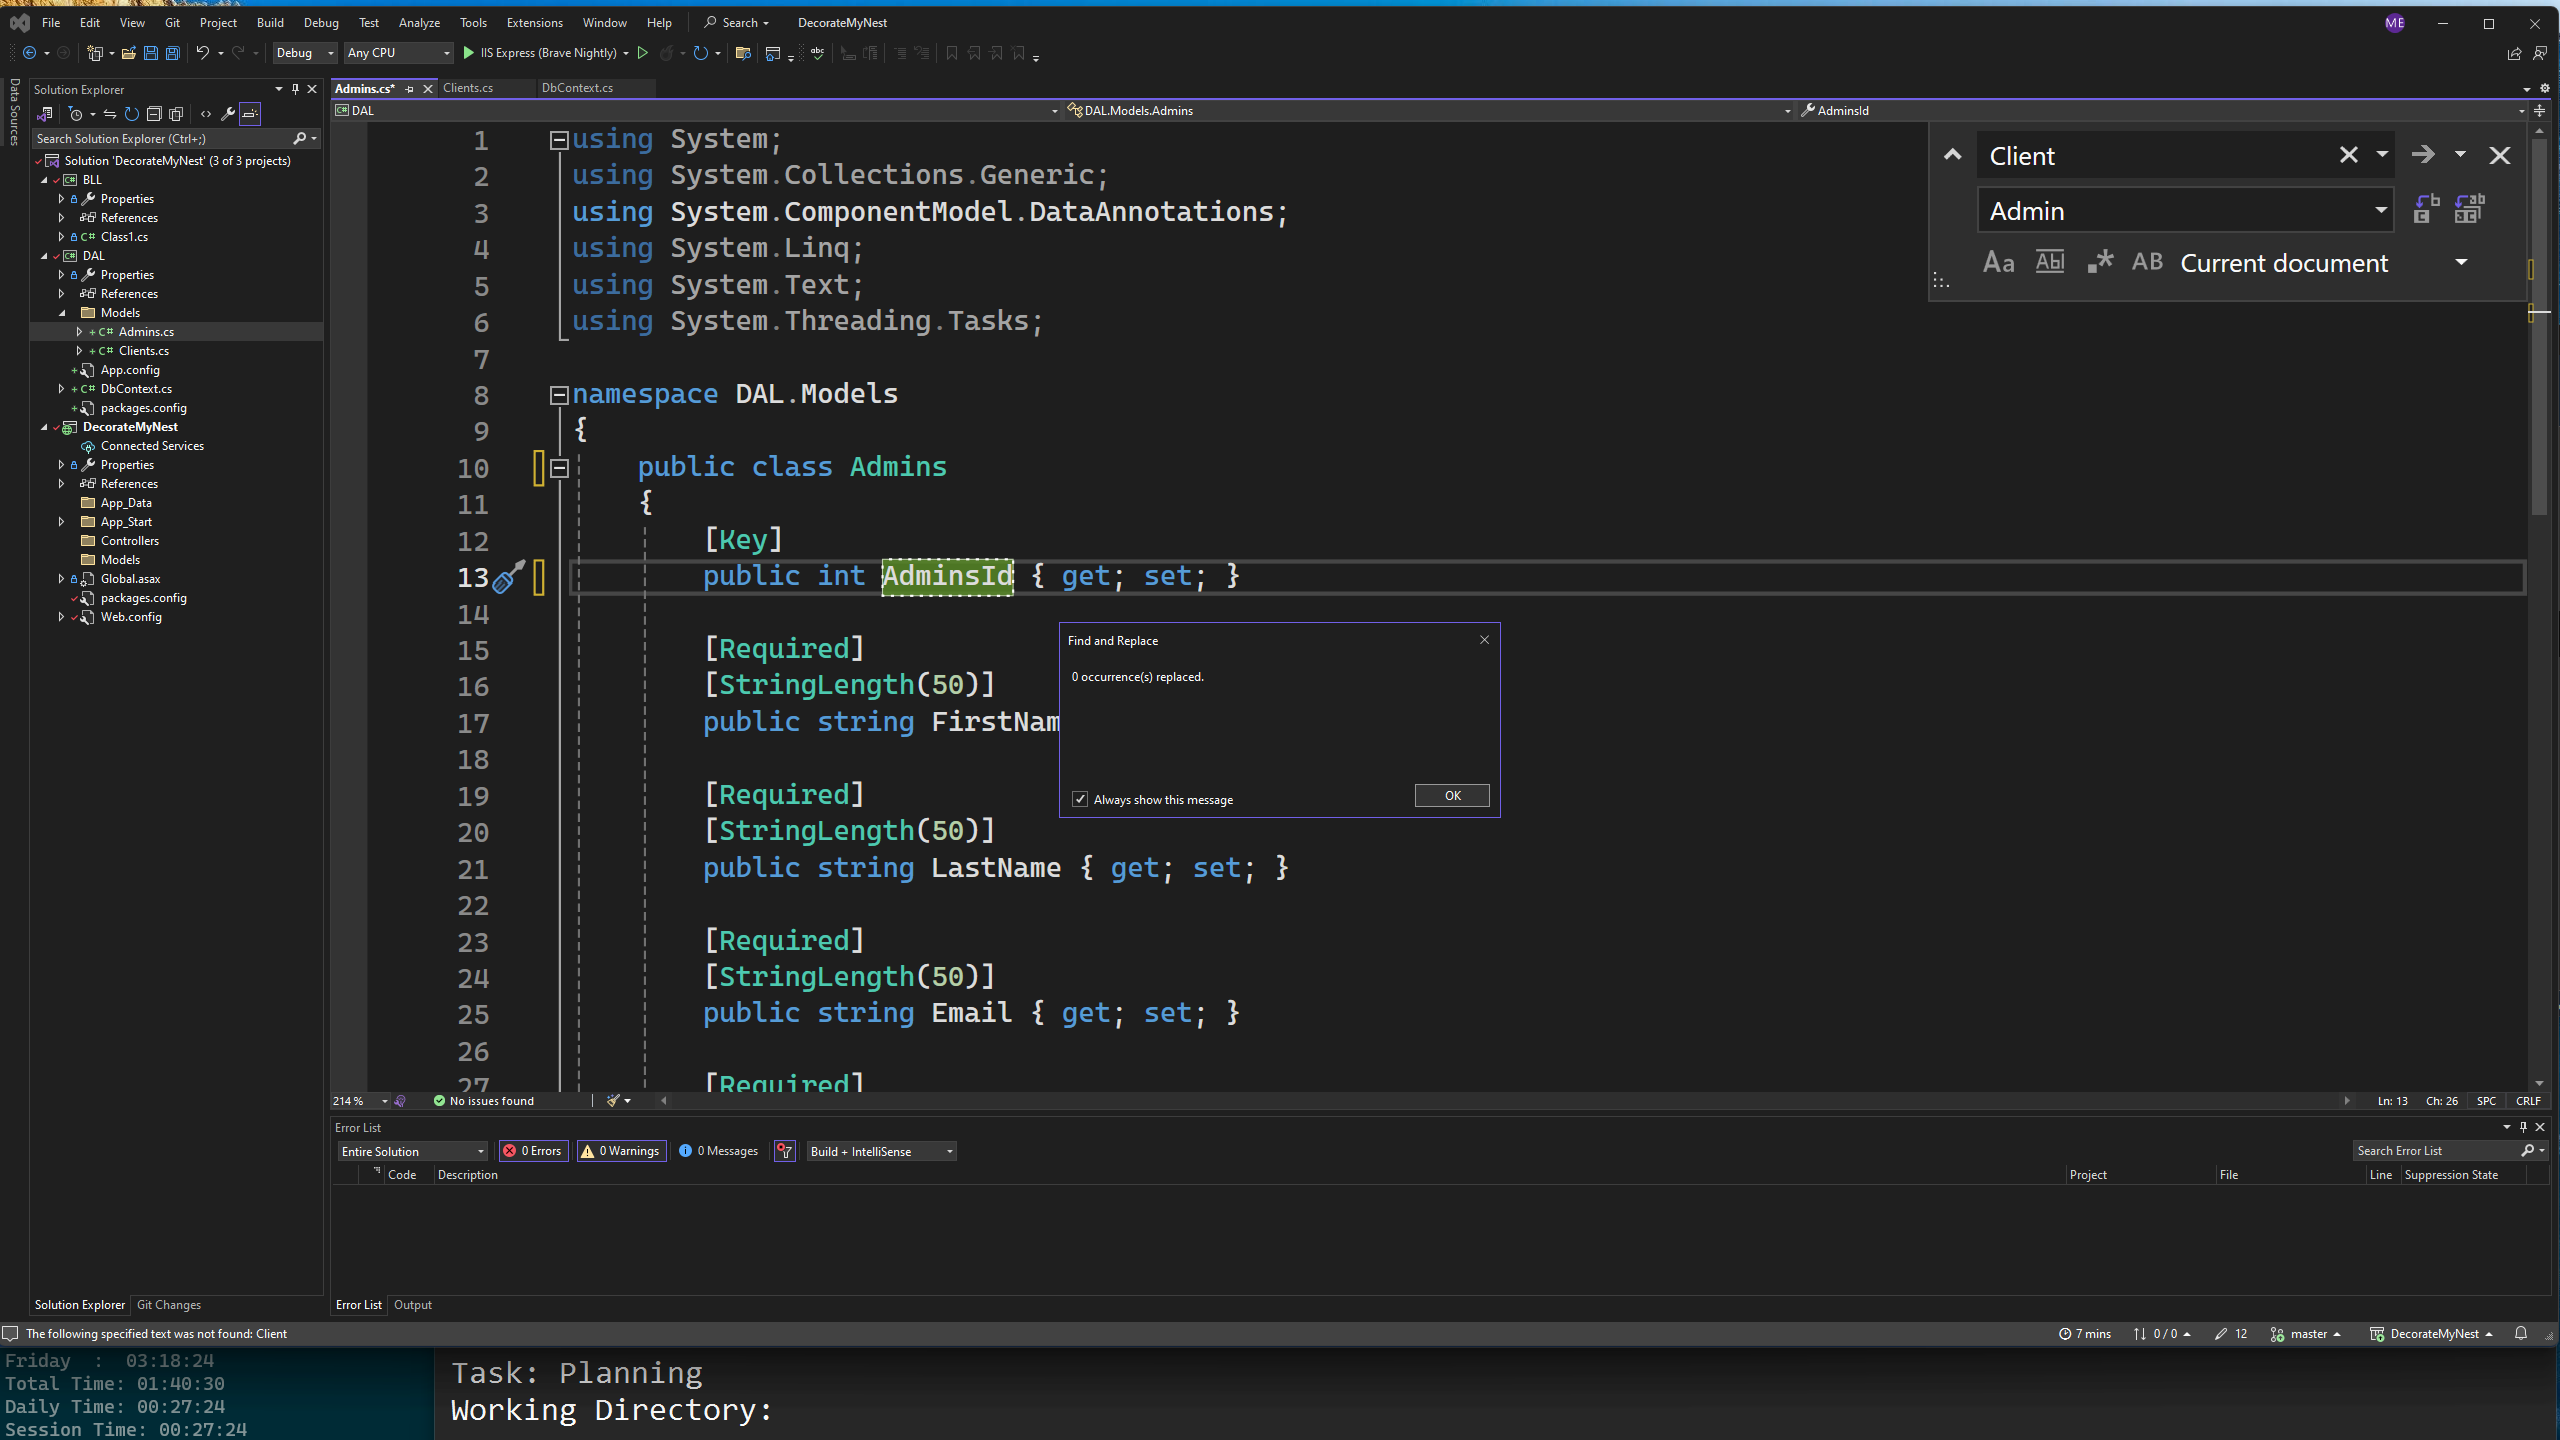 File Edit View Git Project Build Debug Test Analyze Tools Extensions Window Help Search DecorateMyNest ME
Debug Any CPU IIS Express (Brave Nightly)
Data Sources
Solution Explorer
Search Solution Explorer (Ctrl+;)
Solution 'DecorateMyNest' (3 of 3 projects)
BLL
Properties
References
C# Class1.cs
DAL
Properties
References
Models
C# Admins.cs
C# Clients.cs
App.config
C# DbContext.cs
packages.config
DecorateMyNest
Connected Services
Properties
References
App_Data
App_Start
Controllers
Models
Global.asax
packages.config
Web.config
Solution Explorer Git Changes
Admins.cs* Clients.cs DbContext.cs
DAL DAL.Models.Admins AdminsId
1 using System;
2 using System.Collections.Generic;
3 using System.ComponentModel.DataAnnotations;
4 using System.Linq;
5 using System.Text;
6 using System.Threading.Tasks;
7
8 namespace DAL.Models
9 {
10 public class Admins
11 {
12 [Key]
13 public int AdminsId { get; set; }
14
15 [Required]
16 [StringLength(50)]
17 public string FirstNam
18
19 [Required]
20 [StringLength(50)]
21 public string LastName { get; set; }
22
23 [Required]
24 [StringLength(50)]
25 public string Email { get; set; }
26
27 [Required]
Client
Admin
Aa Abl .* AB Current document
Find and Replace
0 occurrence(s) replaced.
Always show this message OK
214 % No issues found Ln: 13 Ch: 26 SPC CRLF
Error List
Entire Solution 0 Errors 0 Warnings 0 Messages Build + IntelliSense Search Error List
Code Description Project File Line Suppression State
Error List Output
The following specified text was not found: Client 7 mins 0 / 0 12 master DecorateMyNest
Friday : 03:18:24
Total Time: 01:40:30
Daily Time: 00:27:24
Session Time: 00:27:24
Task: Planning
Working Directory: